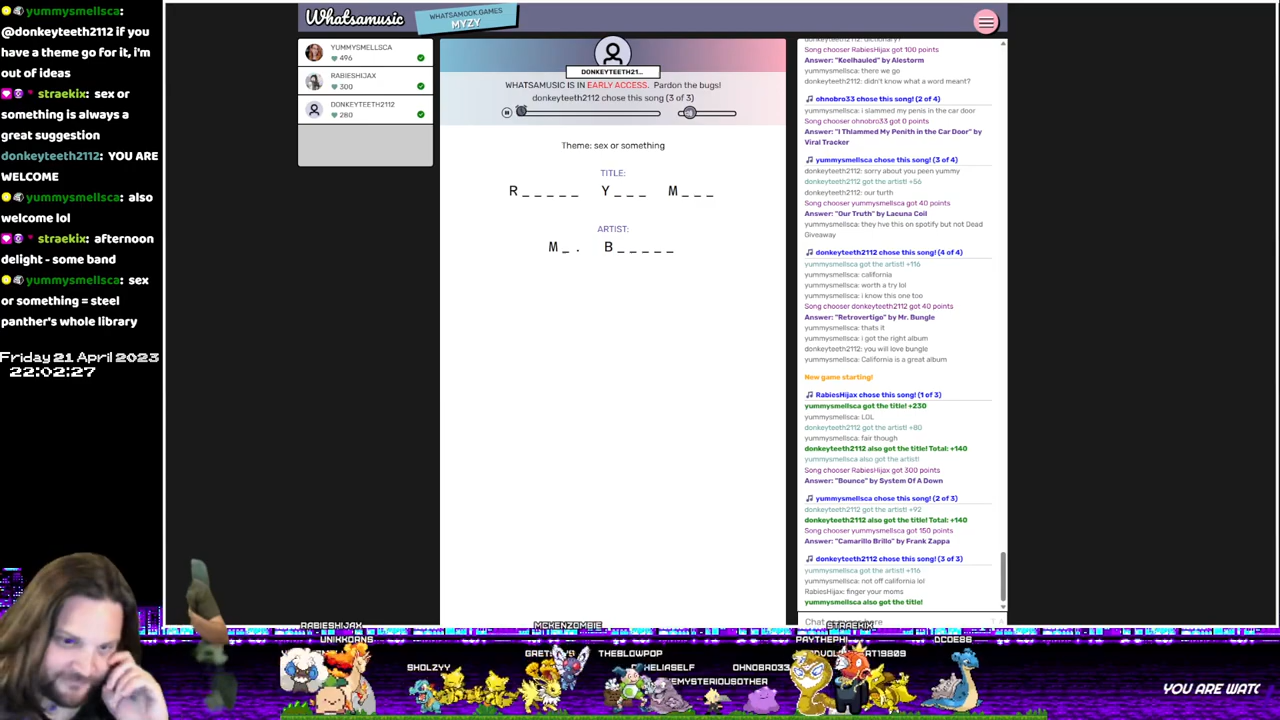 yummysmellsca:
@donkeyteeth2112 if you
have a theme go for it, I'm
out of ideas
straekix: sex or
something is a
great suggestion
donkeyteeth2112: YOU ARE
WELCOME
yummysmellsca: also
welcome lol
straekix: afternoon
delight - some band
yummysmellsca: sex
or something = steel
panter's whole library
Friday 21 April
22:02:27
Whatsamusic
WHATSAMOOK.GAMES
MYZY
YUMMYSMELLSCA
496
RABIESHIJAX
300
DONKEYTEETH2112
280
DONKEYTEETH21...
WHATSAMUSIC IS IN EARLY ACCESS. Pardon the bugs!
donkeyteeth2112 chose this song! (3 of 3)
Theme: sex or something
TITLE:
R _ _ _ _ _ Y _ _ _ M _ _ _
ARTIST:
M _ . B _ _ _ _ _
donkeyteeth2112: dictionary?
Song chooser RabiesHijax got 100 points
Answer: "Keelhauled" by Alestorm
yummysmellsca: there we go
donkeyteeth2112: didn't know what a word meant?
ohnobro33 chose this song! (2 of 4)
yummysmellsca: i slammed my penis in the car door
Song chooser ohnobro33 got 0 points
Answer: "I Thlammed My Penith in the Car Door" by
Viral Tracker
yummysmellsca chose this song! (3 of 4)
donkeyteeth2112: sorry about you peen yummy
donkeyteeth2112 got the artist! +56
donkeyteeth2112: our turth
Song chooser yummysmellsca got 40 points
Answer: "Our Truth" by Lacuna Coil
yummysmellsca: they hve this on spotify but not Dead
Giveaway
donkeyteeth2112 chose this song! (4 of 4)
yummysmellsca got the artist! +116
yummysmellsca: california
yummysmellsca: worth a try lol
yummysmellsca: i know this one too
Song chooser donkeyteeth2112 got 40 points
Answer: "Retrovertigo" by Mr. Bungle
yummysmellsca: thats it
yummysmellsca: i got the right album
donkeyteeth2112: you will love bungle
yummysmellsca: California is a great album
New game starting!
RabiesHijax chose this song! (1 of 3)
yummysmellsca got the title! +230
yummysmellsca: LOL
donkeyteeth2112 got the artist! +80
yummysmellsca: fair though
donkeyteeth2112 also got the title! Total: +140
yummysmellsca also got the artist!
Song chooser RabiesHijax got 300 points
Answer: "Bounce" by System Of A Down
yummysmellsca chose this song! (2 of 3)
donkeyteeth2112 got the artist! +92
donkeyteeth2112 also got the title! Total: +140
Song chooser yummysmellsca got 150 points
Answer: "Camarillo Brillo" by Frank Zappa
donkeyteeth2112 chose this song! (3 of 3)
yummysmellsca got the artist! +116
yummysmellsca: not off california lol
RabiesHijax: finger your moms
yummysmellsca also got the title!
Chat
here
RABIESHIJAX
MCKENZOMBIE
STRAEKIX
UNIKKORNS
PAYTHEPHI
DCOE86
THEBLOWPOP
SHOLZYY
OHNOBRO33
YOU ARE WATC